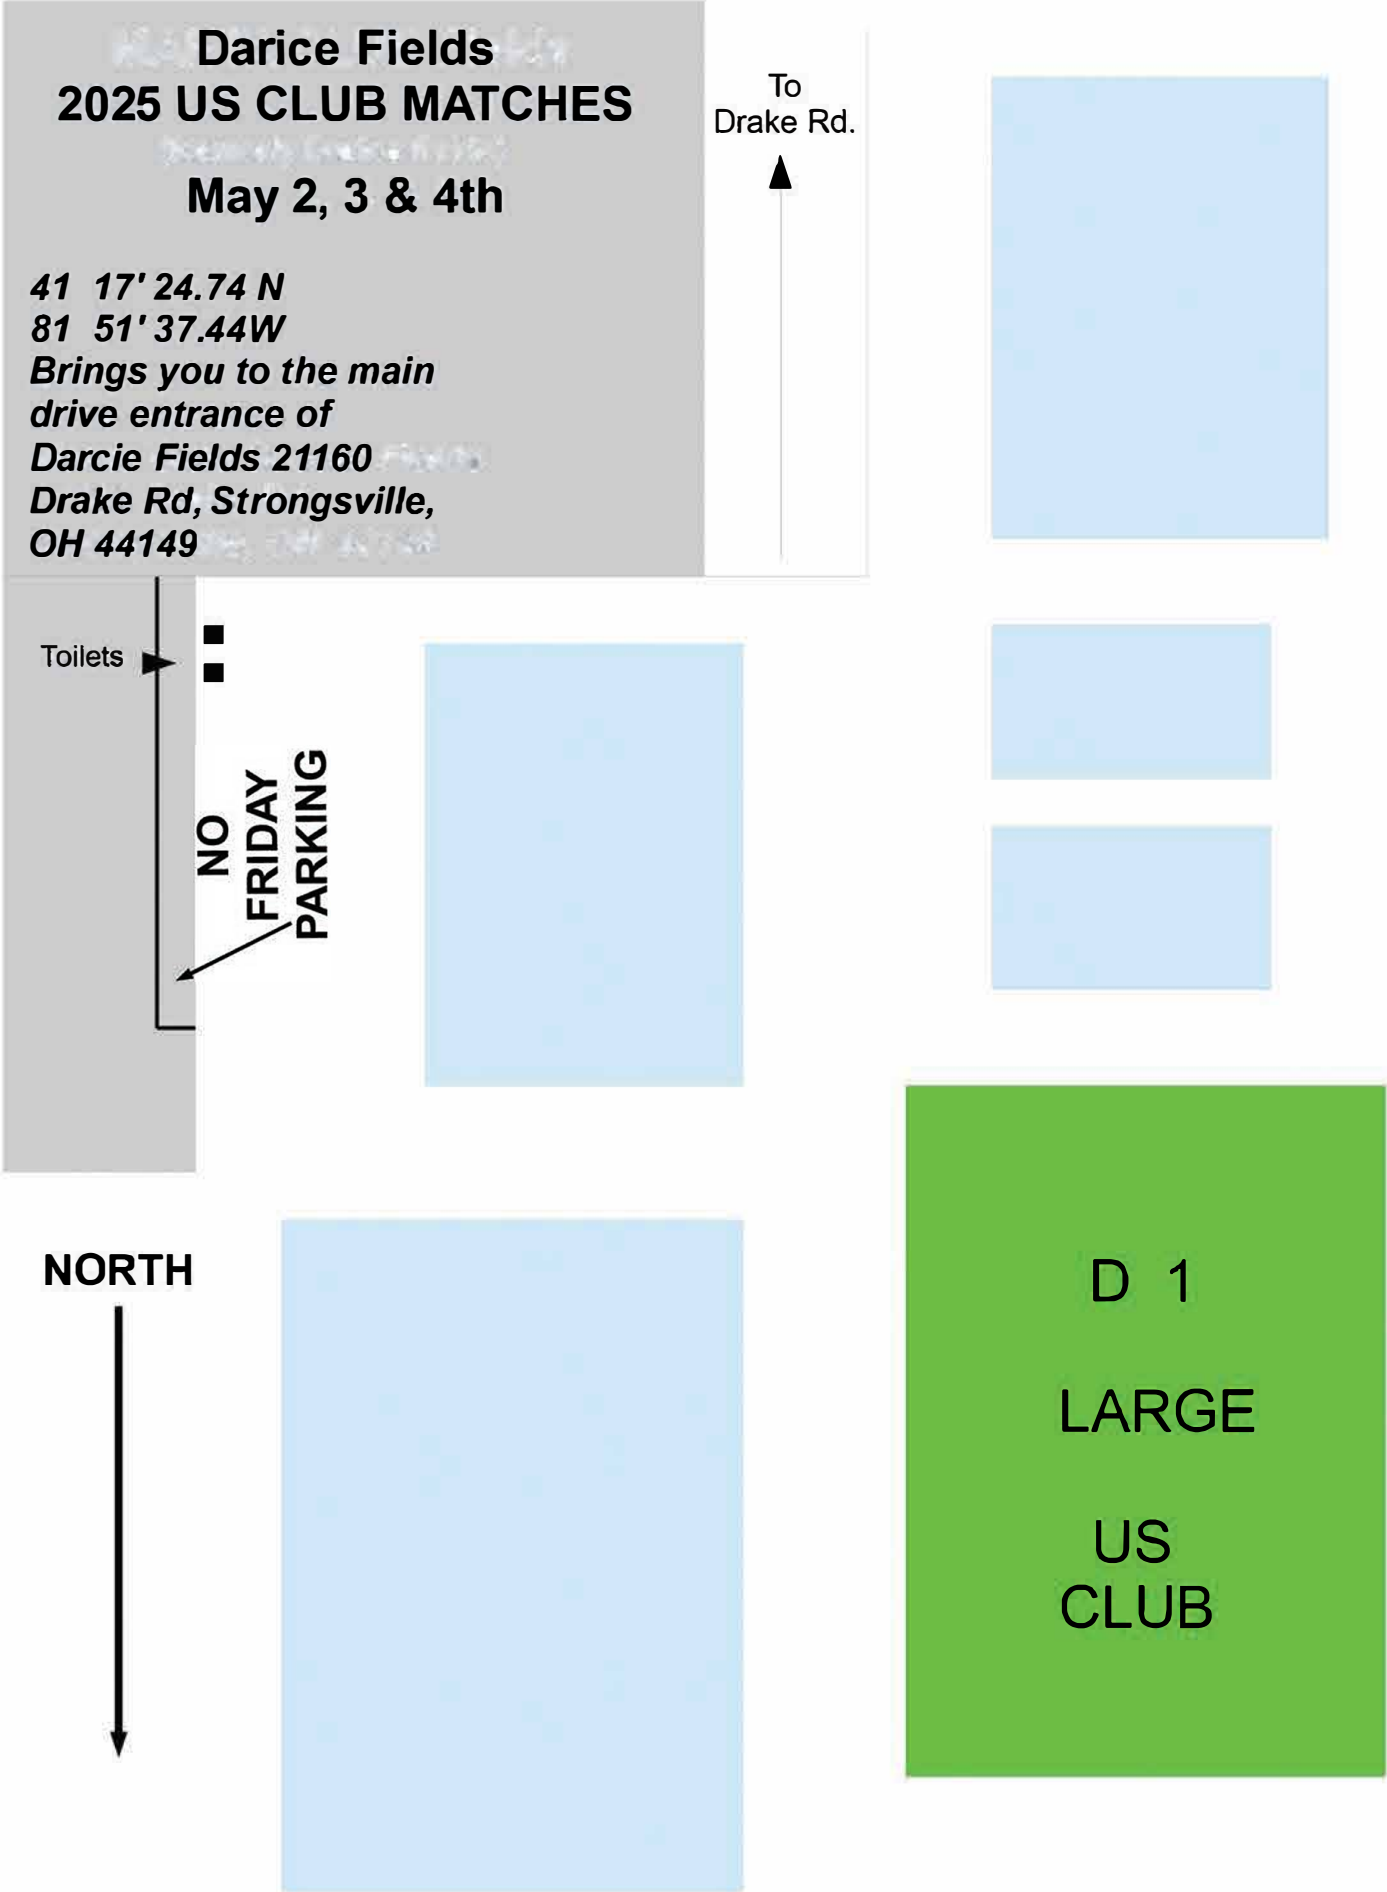 Darice Fields
2025 US CLUB MATCHES
May 2, 3 & 4th
41 17' 24.74 N
81 51' 37.44W
Brings you to the main
drive entrance of
Darcie Fields 21160
Drake Rd, Strongsville,
OH 44149
To
Drake Rd.
Toilets
NO
FRIDAY
PARKING
NORTH
D 1
LARGE
US
CLUB